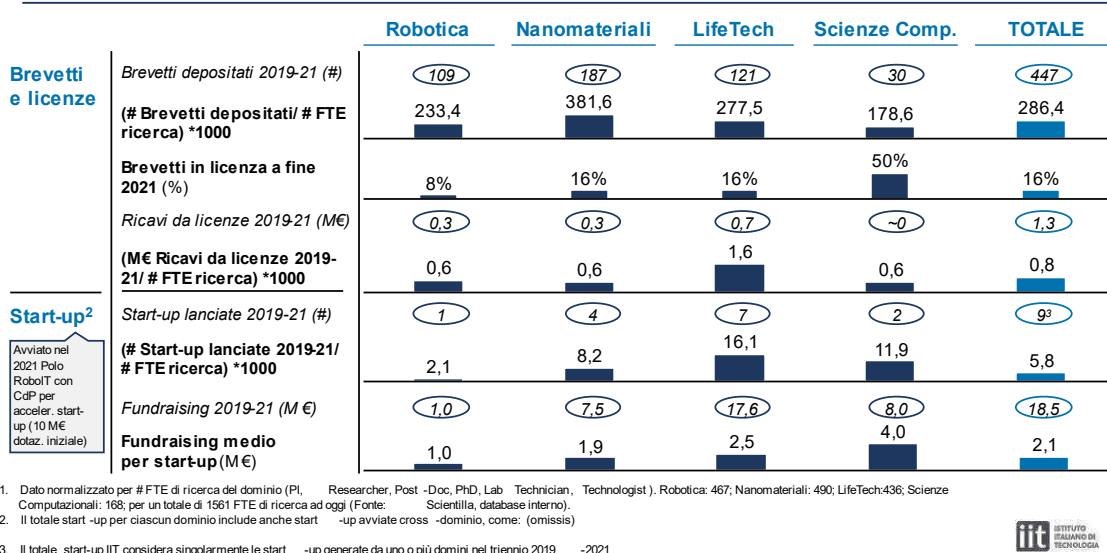 Robotica Nanomateriali LifeTech Scienze Comp. TOTALE
Brevetti
e licenze
Brevetti depositati 2019-21 (#) 109 187 121 30 447
(# Brevetti depositati/ # FTE
ricerca) *1000
233,4 381,6 277,5 178,6 286,4
Brevetti in licenza a fine
2021 (%)
8% 16% 16% 50% 16%
Ricavi da licenze 2019-21 (M€) 0,3 0,3 0,7 ~0 1,3
(M€ Ricavi da licenze 2019-
21/ # FTE ricerca) *1000
0,6 0,6 1,6 0,6 0,8
Start-up2
Start-up lanciate 2019-21 (#) 1 4 7 2 93
Avviato nel
2021 Polo
RoboIT con
CdP per
acceler. start-
up (10 M€
dotaz. iniziale)
(# Start-up lanciate 2019-21/
# FTE ricerca) *1000
2,1 8,2 16,1 11,9 5,8
Fundraising 2019-21 (M €) 1,0 7,5 17,6 8,0 18,5
Fundraising medio
per start-up (M€)
1,0 1,9 2,5 4,0 2,1
1. Dato normalizzato per # FTE di ricerca del dominio (PI, Researcher, Post -Doc, PhD, Lab Technician, Technologist ). Robotica: 467; Nanomateriali: 490; LifeTech:436; Scienze
Computazionali: 168; per un totale di 1561 FTE di ricerca ad oggi (Fonte: Scientilla, database interno).
2. Il totale start -up per ciascun dominio include anche start -up avviate cross -dominio, come: (omissis)
3. Il totale start-up IIT considera singolarmente le start -up generate da uno o più domini nel triennio 2019 -2021
iit ISTITUTO
ITALIANO DI
TECNOLOGIA